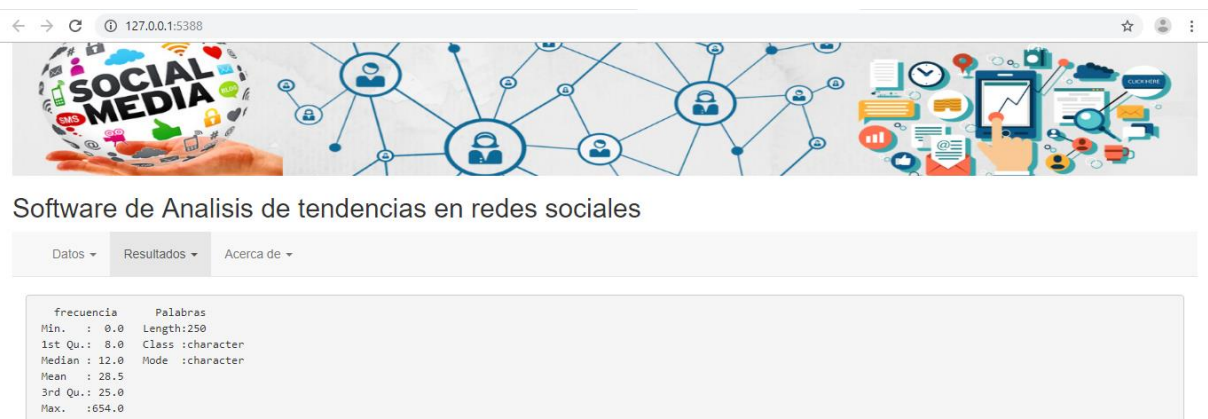 127.0.0.1:5388
SOCIAL
MEDIA
SMS
BLOG
CLICK HERE
Software de Analisis de tendencias en redes sociales
Datos Resultados Acerca de
frecuencia Palabras
Min. : 0.0 Length:250
1st Qu.: 8.0 Class :character
Median : 12.0 Mode :character
Mean : 28.5
3rd Qu.: 25.0
Max. :654.0